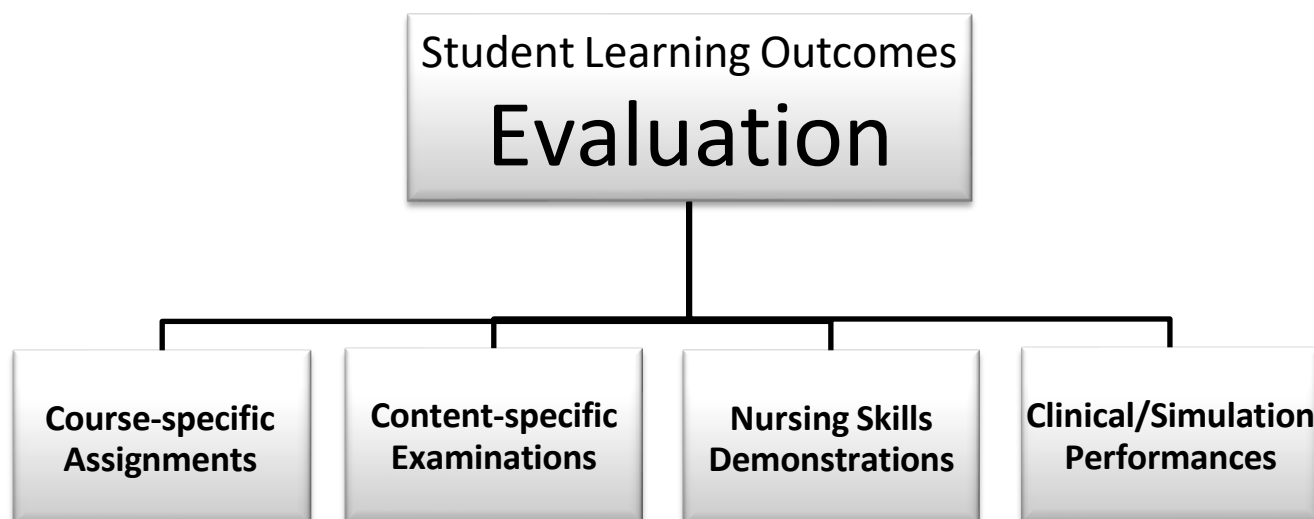 Student Learning Outcomes
Evaluation
Course-specific
Assignments
Content-specific
Examinations
Nursing Skills
Demonstrations
Clinical/Simulation
Performances